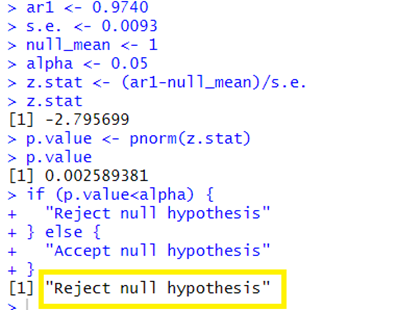 > ar1 <- 0.9740
> s.e. <- 0.0093
> null_mean <- 1
> alpha <- 0.05
> z.stat <- (ar1-null_mean)/s.e.
> z.stat
[1] -2.795699
> p.value <- pnorm(z.stat)
> p.value
[1] 0.002589381
> if (p.value<alpha) {
+   "Reject null hypothesis"
+ } else {
+   "Accept null hypothesis"
+ }
[1] "Reject null hypothesis"
>